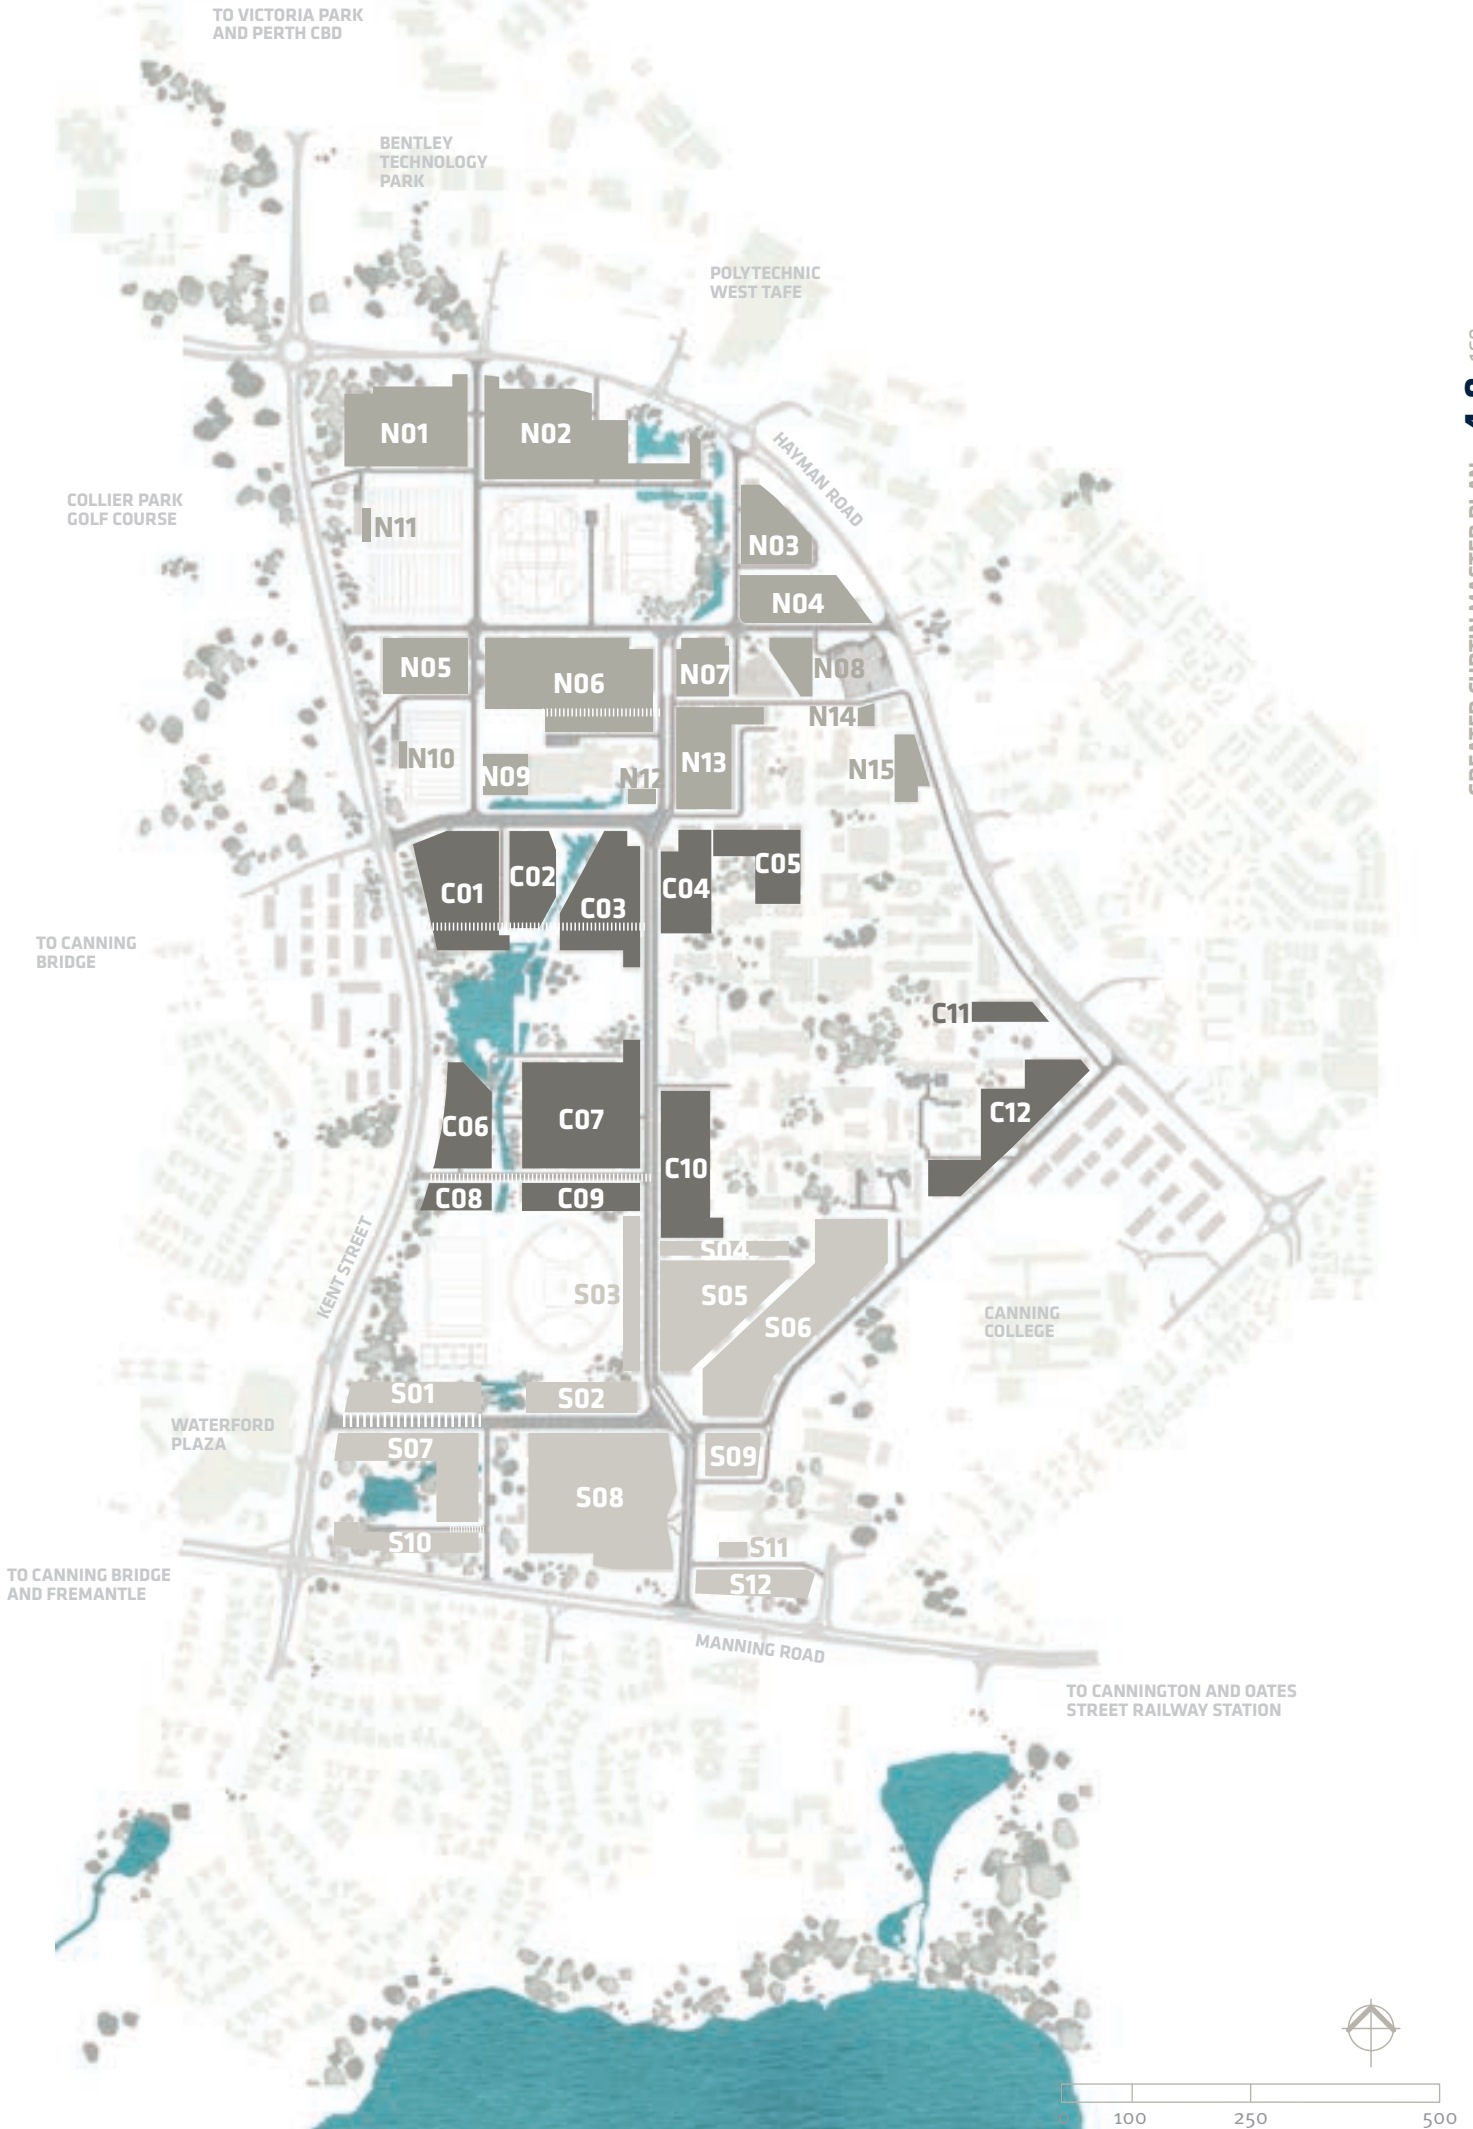 TO VICTORIA PARK
AND PERTH CBD
BENTLEY
TECHNOLOGY
PARK
POLYTECHNIC
WEST TAFE
N01
N02
HAYMAN ROAD
COLLIER PARK
GOLF COURSE
N11
N03
N04
N05
N06
N07
N08
N14
N10
N09
N12
N13
N15
C01
C02
C03
C04
C05
TO CANNING
BRIDGE
C11
C06
C07
C12
C10
C08
C09
KENT STREET
S04
S03
S05
S06
CANNING
COLLEGE
S01
S02
WATERFORD
PLAZA
S07
S09
S08
S10
S11
S12
TO CANNING BRIDGE
AND FREMANTLE
MANNING ROAD
TO CANNINGTON AND OATES
STREET RAILWAY STATION
0 100 250 500